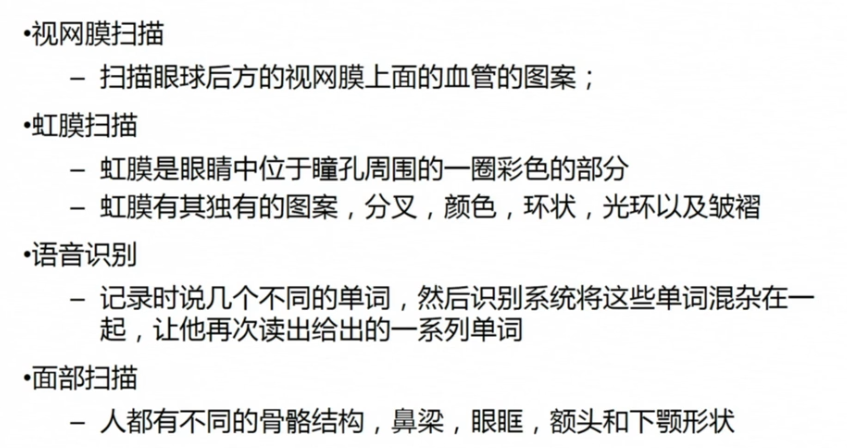 •视网膜扫描
– 扫描眼球后方的视网膜上面的血管的图案；
•虹膜扫描
– 虹膜是眼睛中位于瞳孔周围的一圈彩色的部分
– 虹膜有其独有的图案，分叉，颜色，环状，光环以及皱褶
•语音识别
– 记录时说几个不同的单词，然后识别系统将这些单词混杂在一
起，让他再次读出给出的一系列单词
•面部扫描
– 人都有不同的骨骼结构，鼻梁，眼眶，额头和下颚形状